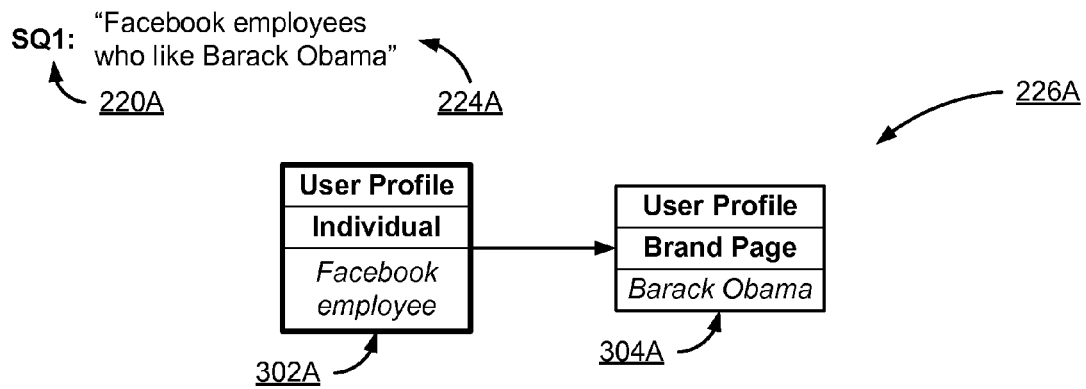 SQ1: “Facebook employees
who like Barack Obama”
220A
224A
226A
User Profile
Individual
Facebook
employee
302A
User Profile
Brand Page
Barack Obama
304A